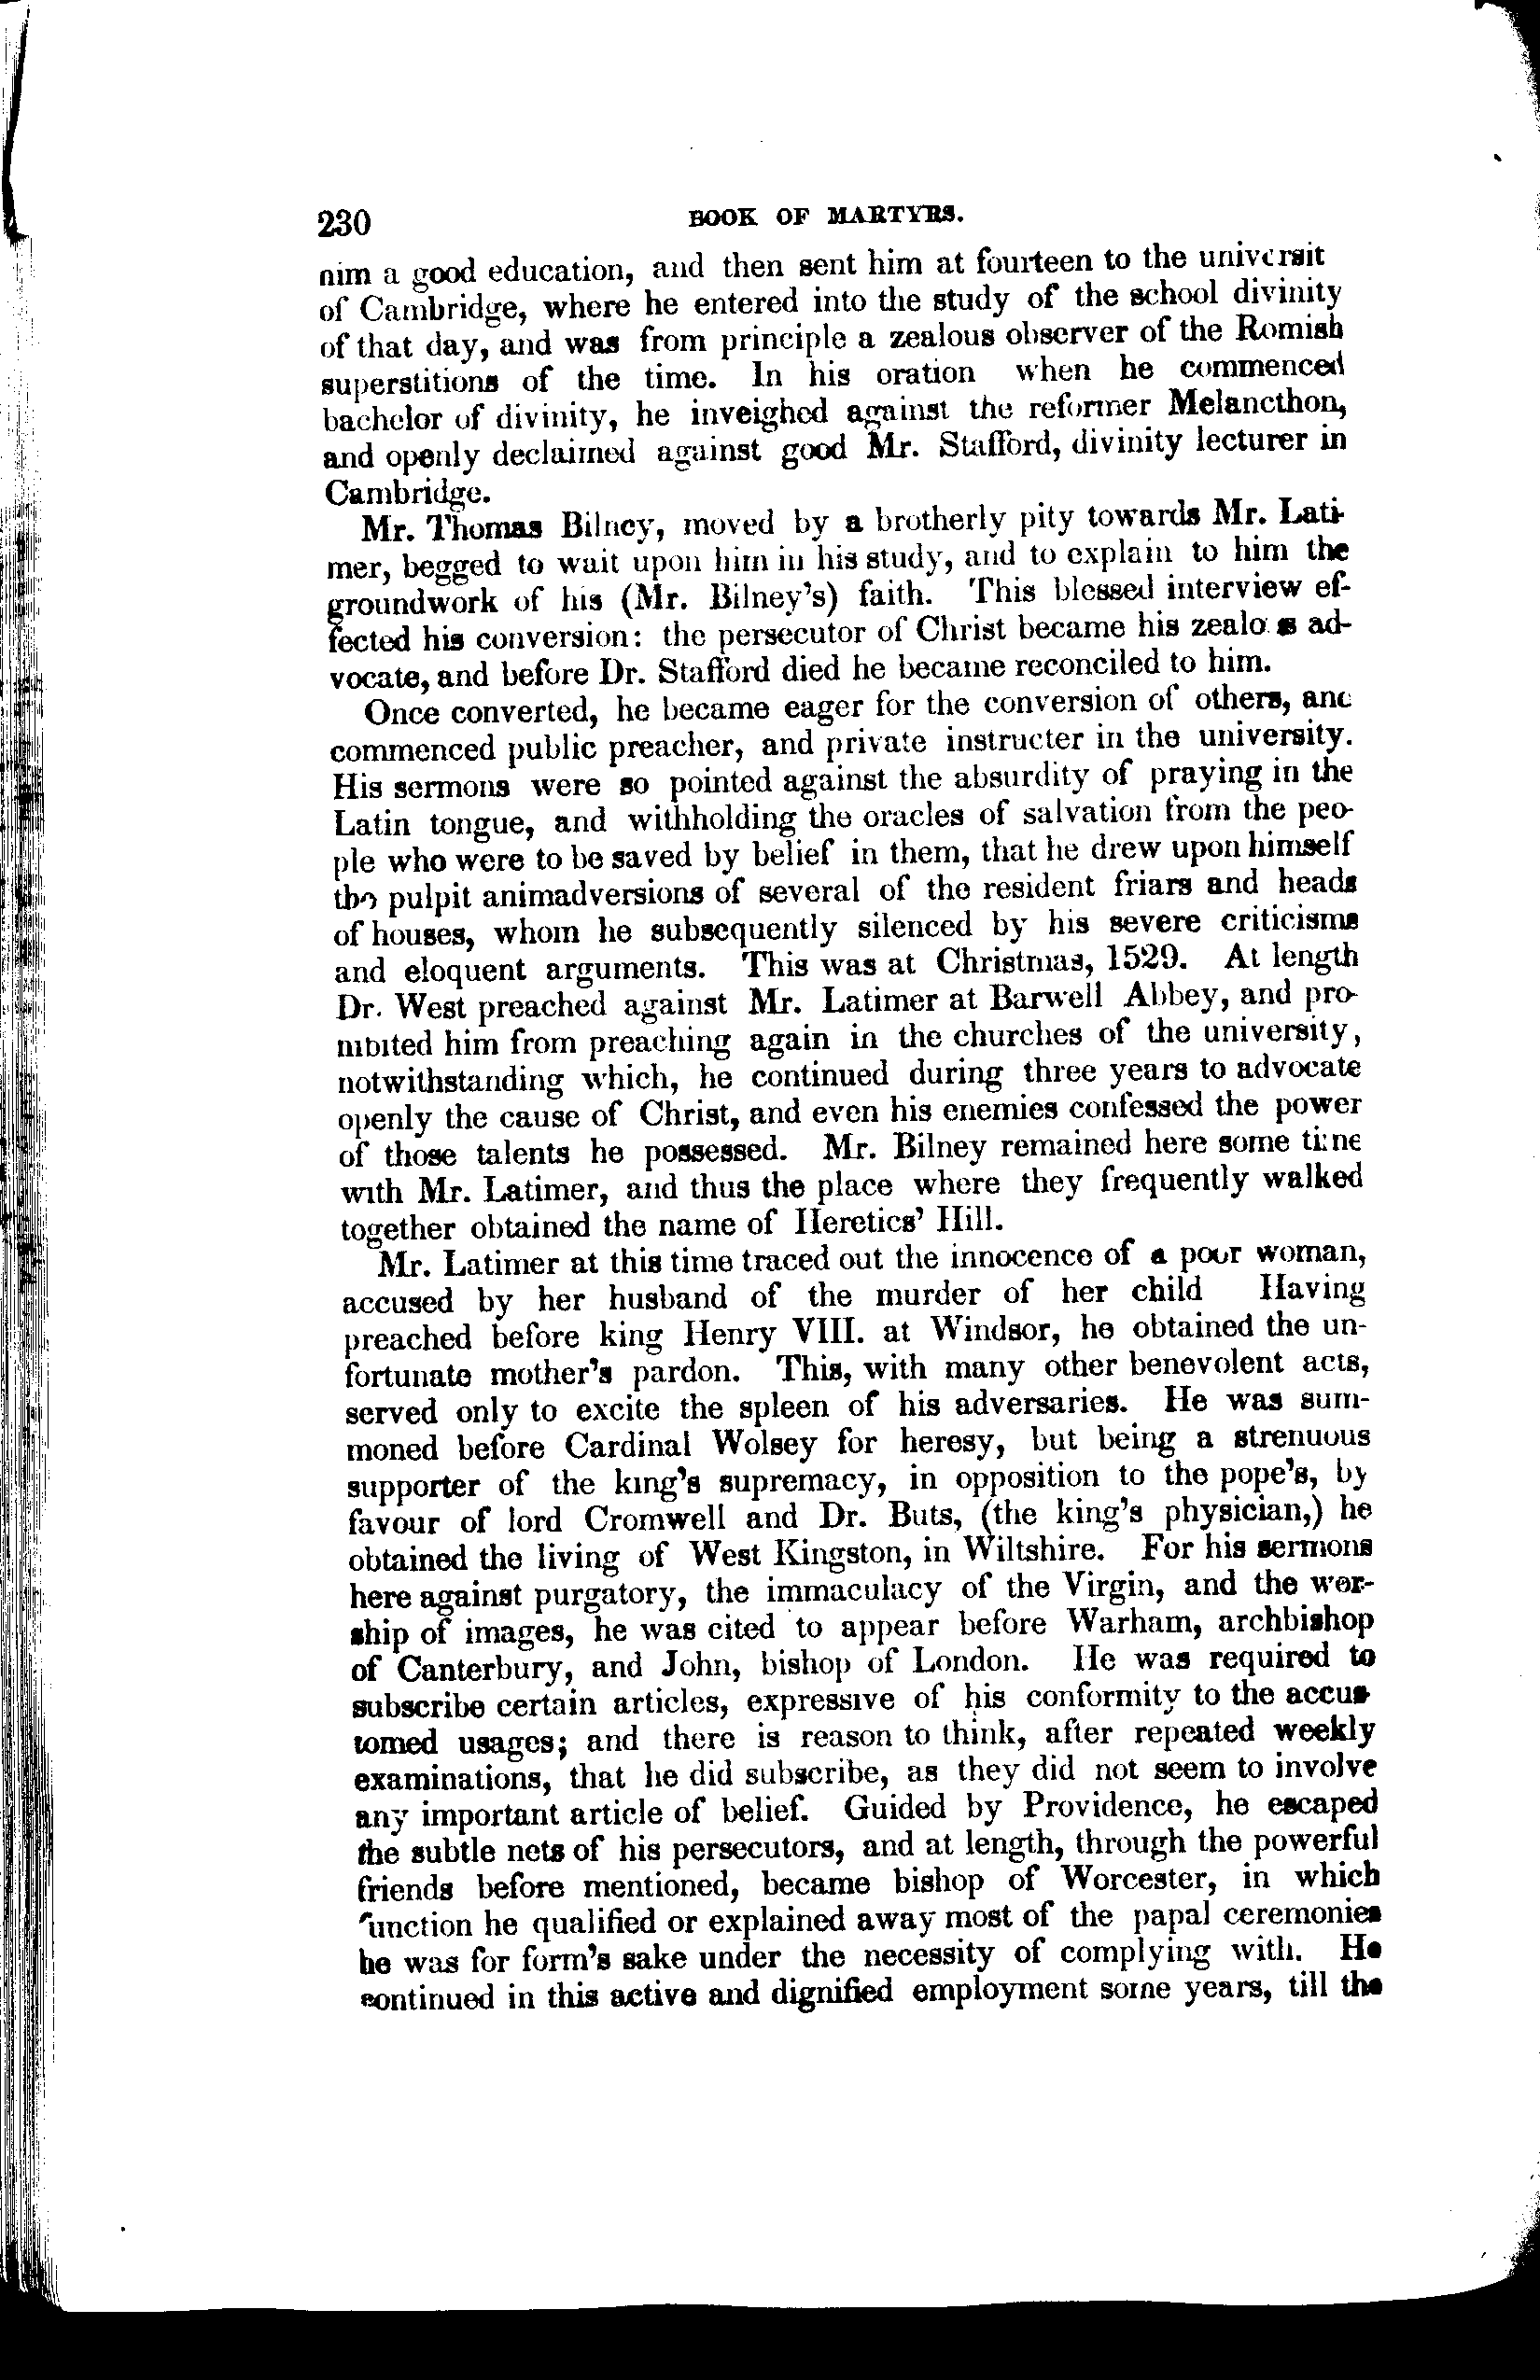 230 BOOK OF MARTYRS.
him a good education, and then sent him at fourteen to the universit
of Cambridge, where he entered into the study of the school divinity
of that day, and was from principle a zealous observer of the Romish
superstitions of the time. In his oration when he commenced
bachelor of divinity, he inveighed against the reformer Melancthon,
and openly declaimed against good Mr. Stafford, divinity lecturer in
Cambridge.
Mr. Thomas Bilney, moved by a brotherly pity towards Mr. Lati-
mer, begged to wait upon him in his study, and to explain to him the
groundwork of his (Mr. Bilney's) faith. This blessed interview ef-
fected his conversion: the persecutor of Christ became his zealous ad-
vocate, and before Dr. Stafford died he became reconciled to him.
Once converted, he became eager for the conversion of others, and
commenced public preacher, and private instructer in the university.
His sermons were so pointed against the absurdity of praying in the
Latin tongue, and withholding the oracles of salvation from the peo-
ple who were to be saved by belief in them, that he drew upon himself
the pulpit animadversions of several of the resident friars and heads
of houses, whom he subsequently silenced by his severe criticisms
and eloquent arguments. This was at Christmas, 1529. At length
Dr. West preached against Mr. Latimer at Barwell Abbey, and pro-
hibited him from preaching again in the churches of the university,
notwithstanding which, he continued during three years to advocate
openly the cause of Christ, and even his enemies confessed the power
of those talents he possessed. Mr. Bilney remained here some time
with Mr. Latimer, and thus the place where they frequently walked
together obtained the name of Heretics' Hill.
Mr. Latimer at this time traced out the innocence of a poor woman,
accused by her husband of the murder of her child Having
preached before king Henry VIII. at Windsor, he obtained the un-
fortunate mother's pardon. This, with many other benevolent acts,
served only to excite the spleen of his adversaries. He was sum-
moned before Cardinal Wolsey for heresy, but being a strenuous
supporter of the king's supremacy, in opposition to the pope's, by
favour of lord Cromwell and Dr. Buts, (the king's physician,) he
obtained the living of West Kingston, in Wiltshire. For his sermons
here against purgatory, the immaculacy of the Virgin, and the wor-
ship of images, he was cited to appear before Warham, archbishop
of Canterbury, and John, bishop of London. He was required to
subscribe certain articles, expressive of his conformity to the accus-
tomed usages; and there is reason to think, after repeated weekly
examinations, that he did subscribe, as they did not seem to involve
any important article of belief. Guided by Providence, he escaped
the subtle nets of his persecutors, and at length, through the powerful
friends before mentioned, became bishop of Worcester, in which
function he qualified or explained away most of the papal ceremonies
he was for form's sake under the necessity of complying with. He
continued in this active and dignified employment some years, till the